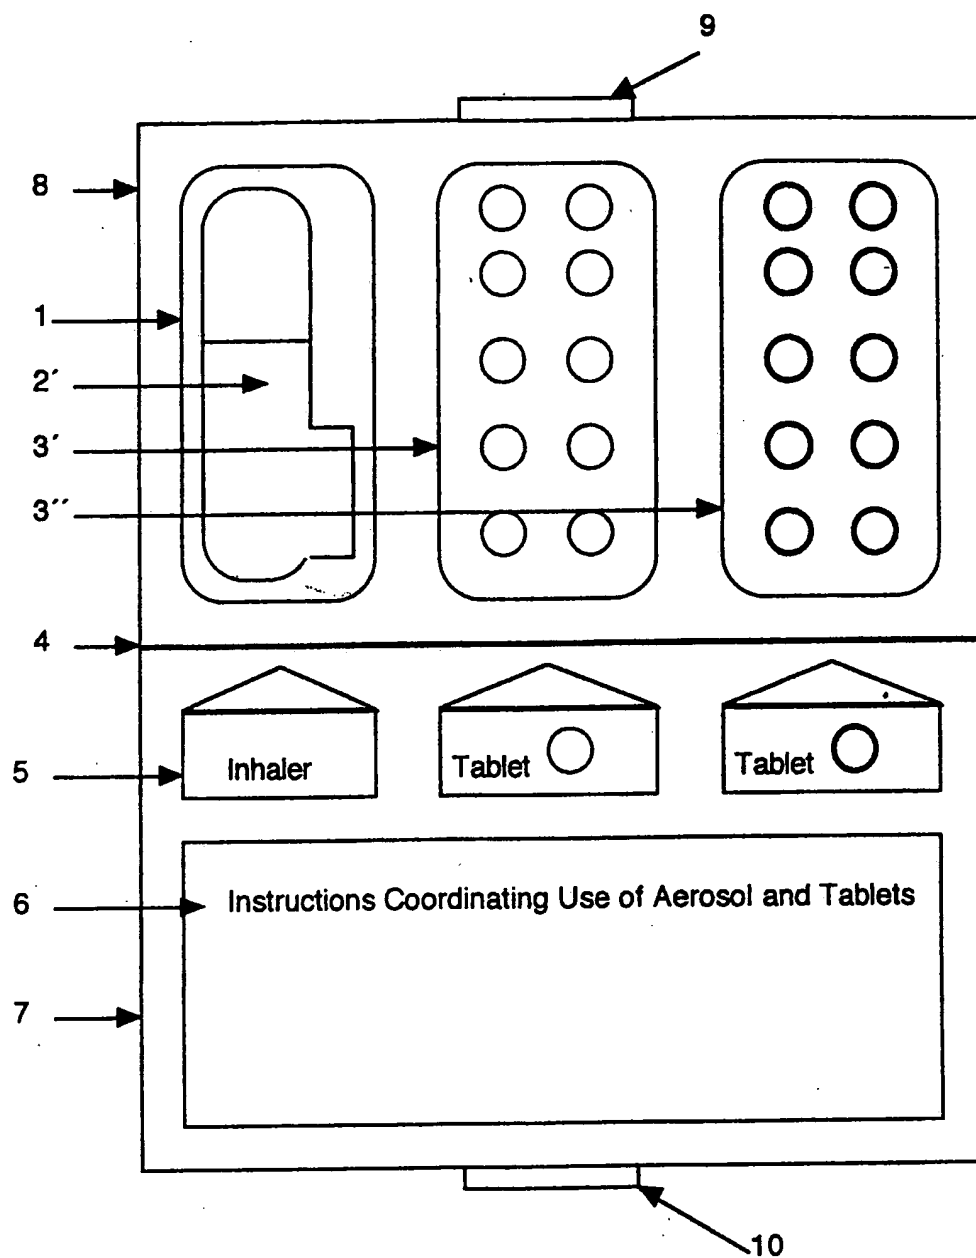 9
8
1
2′
3′
3′′
4
5
Inhaler
Tablet
Tablet
6
Instructions Coordinating Use of Aerosol and Tablets
7
10